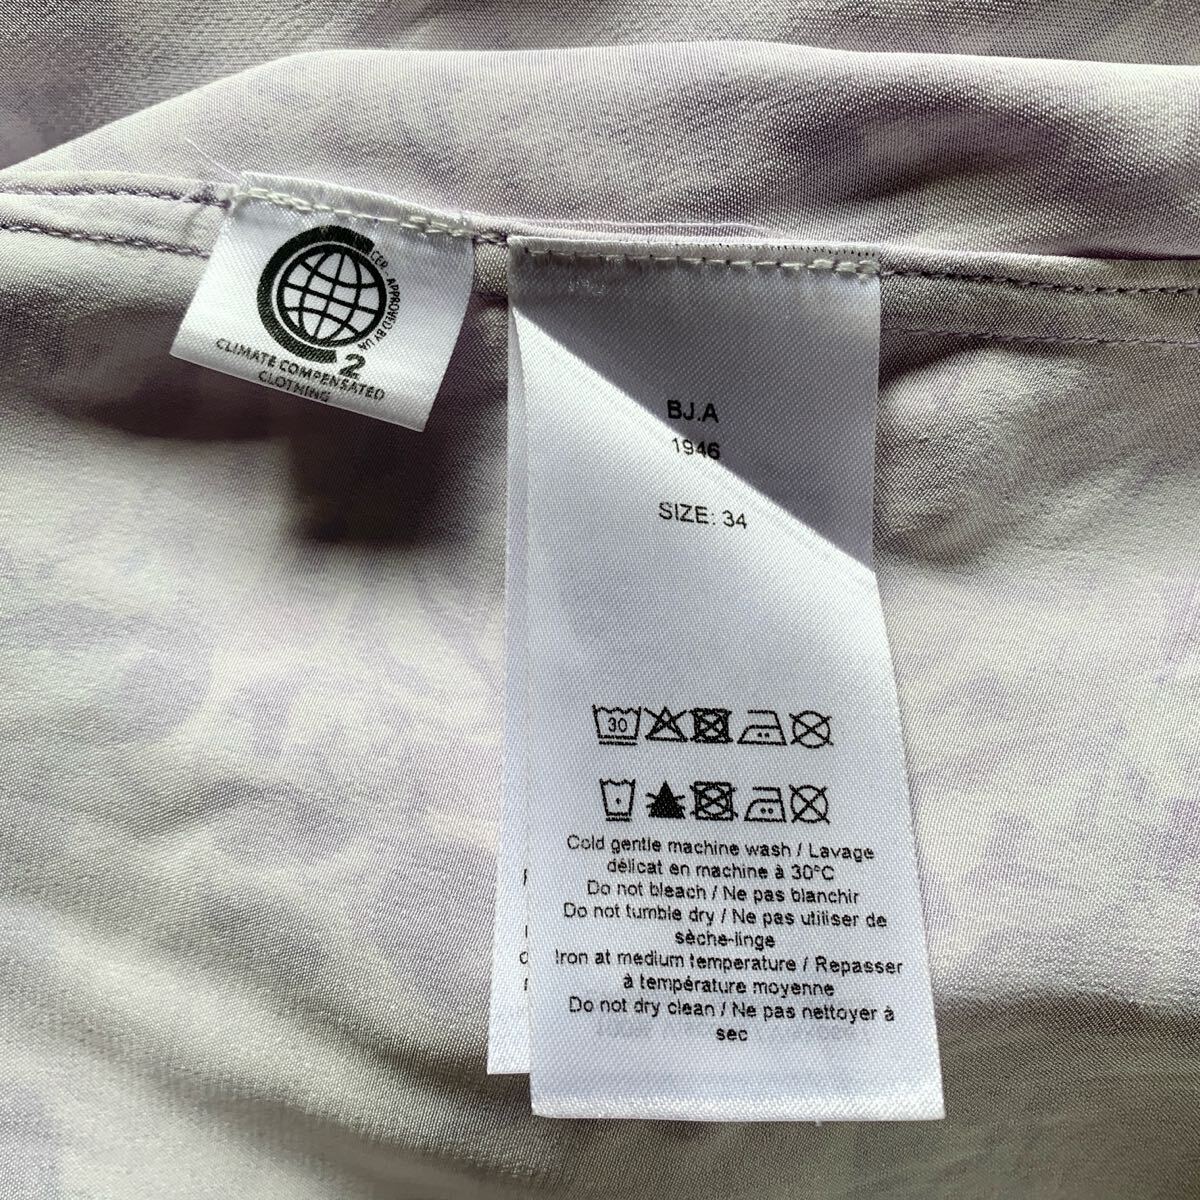 CER - APPROVED BY UN
2
CLIMATE COMPENSATED
CLOTHING
BJ.A
1946
SIZE: 34
30
Cold gentle machine wash / Lavage
délicat en machine à 30°C
Do not bleach / Ne pas blanchir
Do not tumble dry / Ne pas utiliser de
sèche-linge
Iron at medium temperature / Repasser
à température moyenne
Do not dry clean / Ne pas nettoyer à
sec